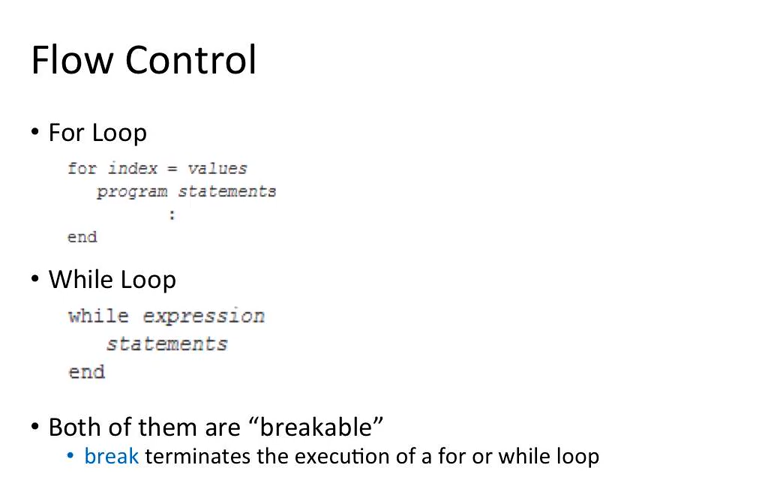 Flow Control
• For Loop
for index = values
program statements
:
end
• While Loop
while expression
statements
end
• Both of them are “breakable”
• break terminates the execution of a for or while loop